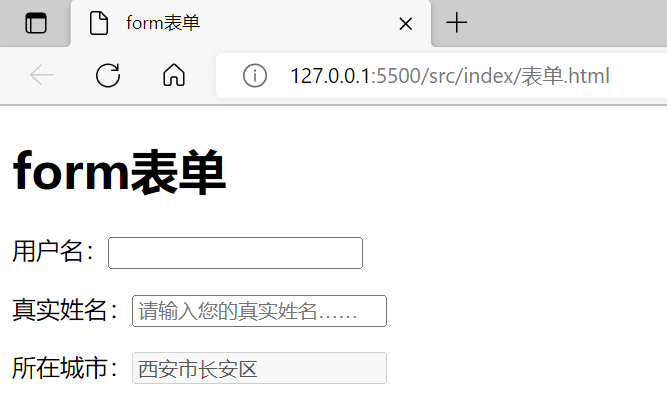 form表单
127.0.0.1:5500/src/index/表单.html
form表单
用户名：
真实姓名： 请输入您的真实姓名……
所在城市： 西安市长安区